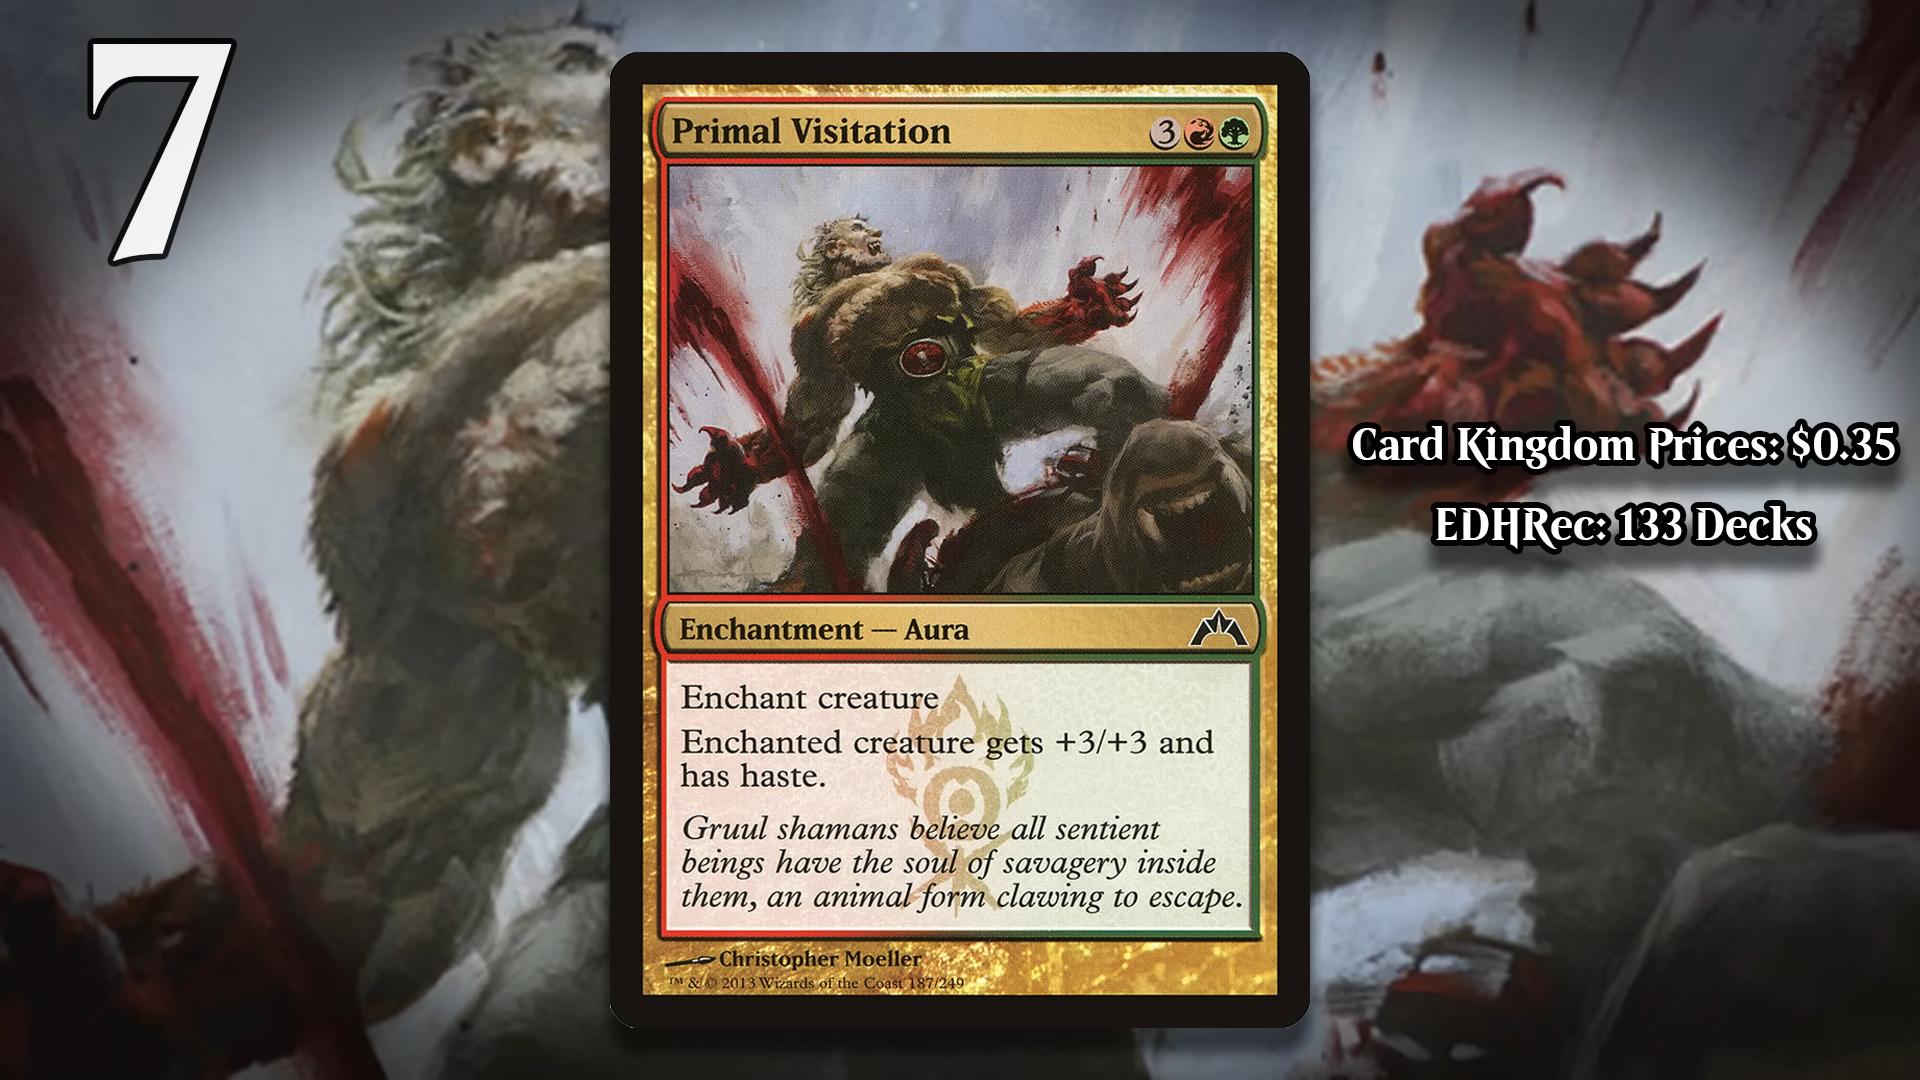 7
Primal Visitation
3
Enchantment — Aura
Enchant creature
Enchanted creature gets +3/+3 and
has haste.
Gruul shamans believe all sentient
beings have the soul of savagery inside
them, an animal form clawing to escape.
Christopher Moeller
™ & © 2013 Wizards of the Coast 187/249
Card Kingdom Prices: $0.35
EDHRec: 133 Decks